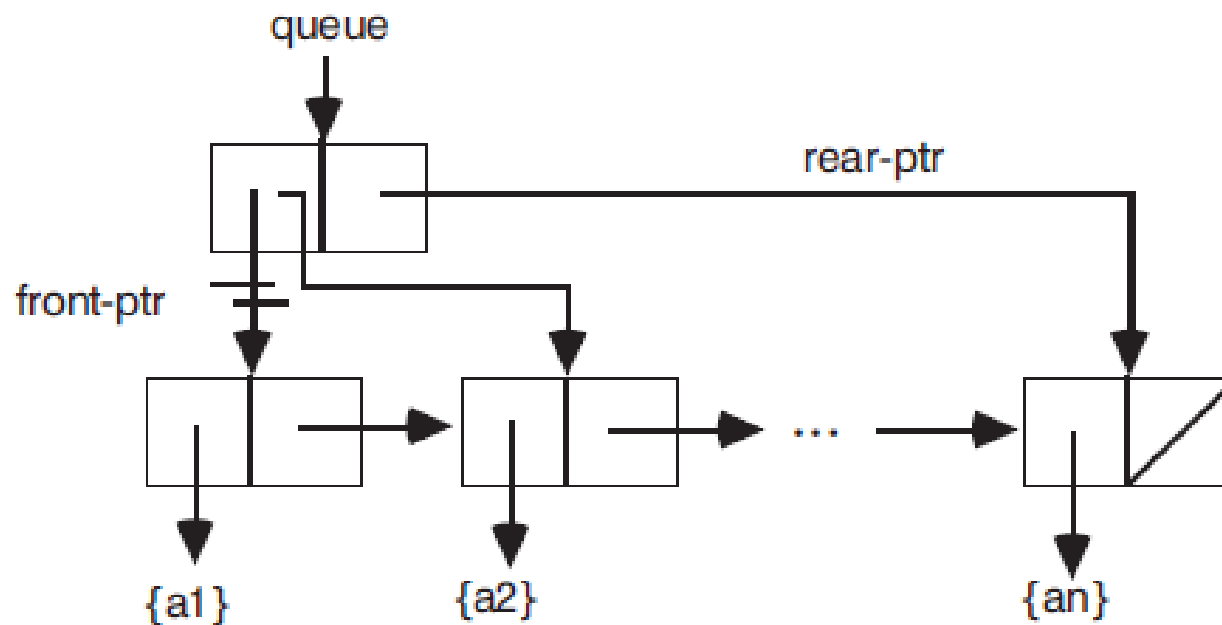 queue
rear-ptr
front-ptr
...
{a1}
{a2}
{an}